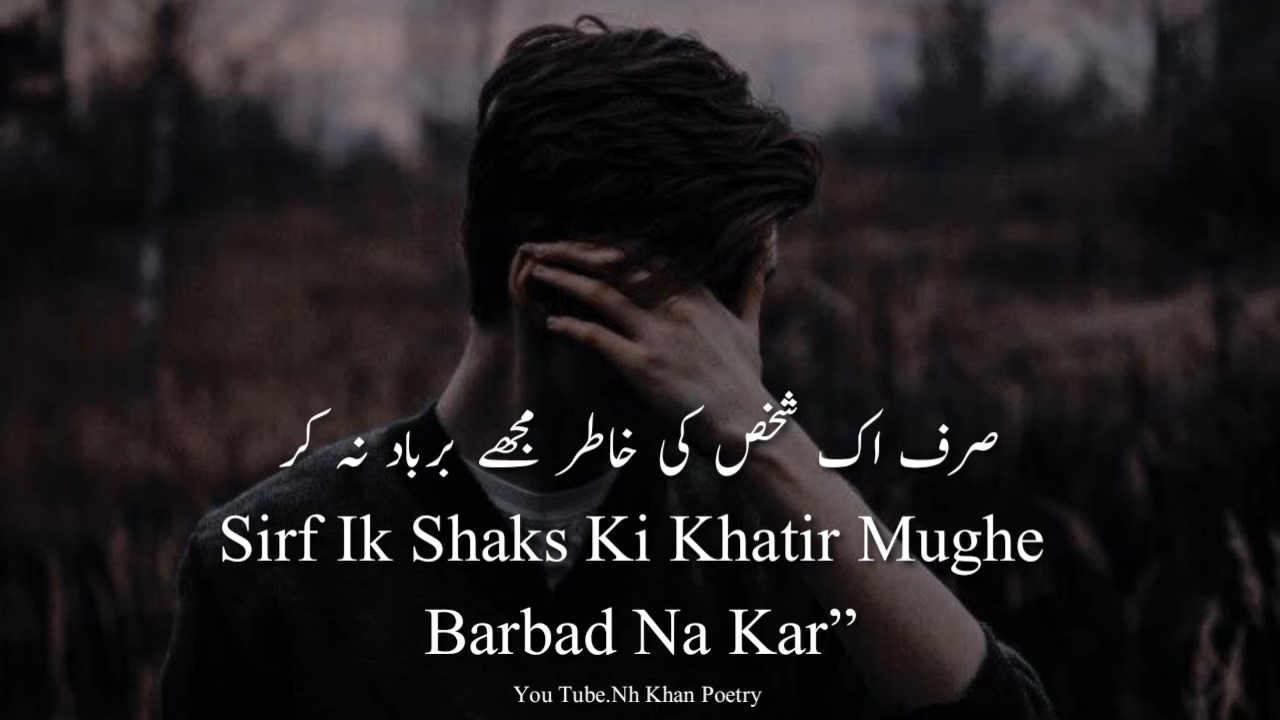 صرف اک شخص کی خاطر مجھے برباد نہ کر
Sirf Ik Shaks Ki Khatir Mughe
Barbad Na Kar”
You Tube.Nh Khan Poetry